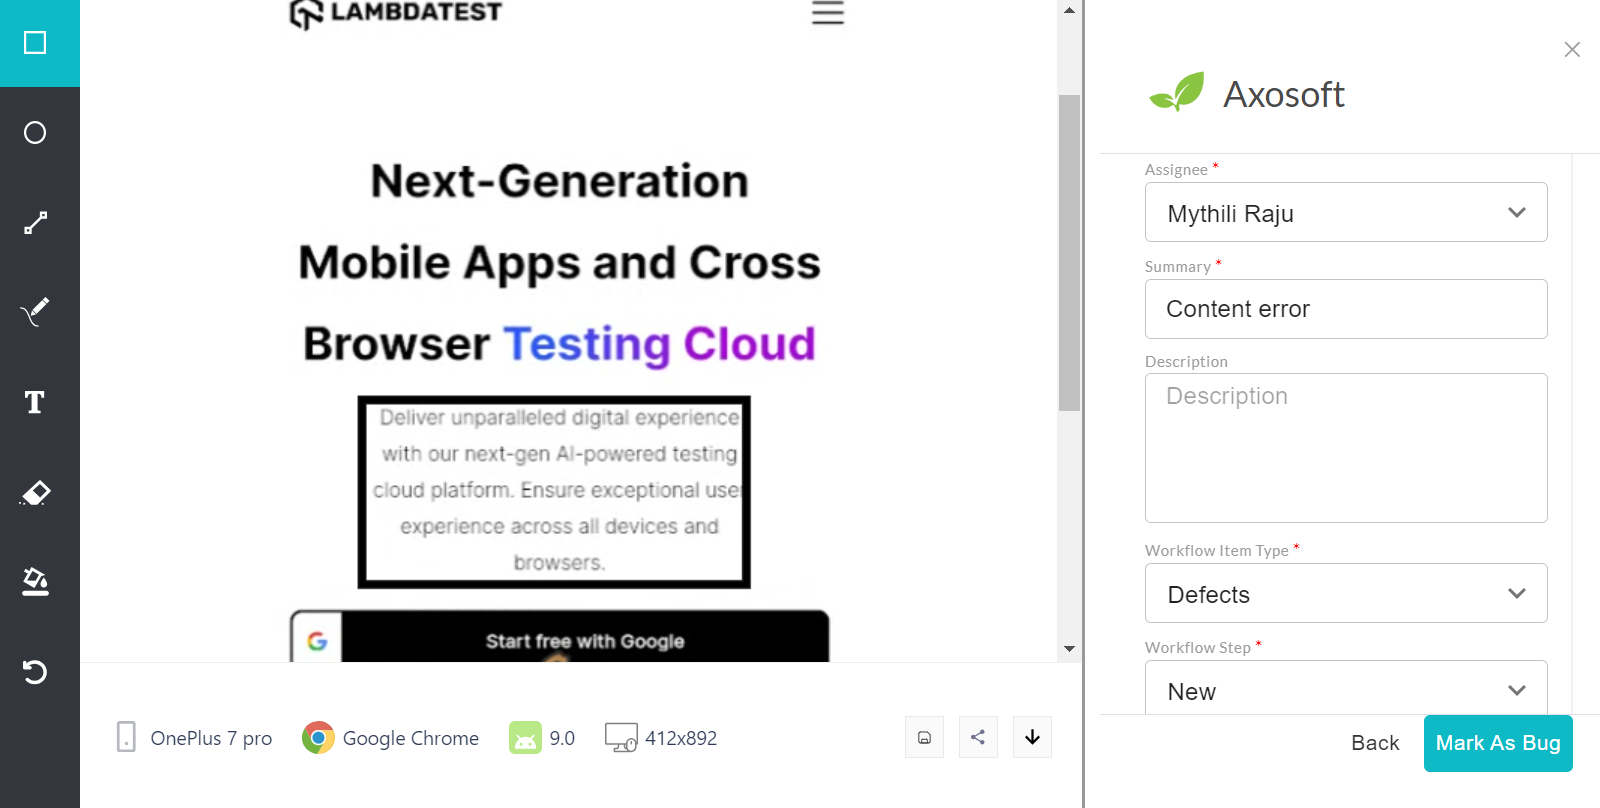 LAMBDATEST
Next-Generation
Mobile Apps and Cross
Browser Testing Cloud
Deliver unparalleled digital experience
with our next-gen AI-powered testing
cloud platform. Ensure exceptional user
experience across all devices and
browsers.
G
Start free with Google
T
OnePlus 7 pro
Google Chrome
9.0
412x892
Axosoft
Assignee *
Mythili Raju
Summary *
Content error
Description
Description
Workflow Item Type *
Defects
Workflow Step *
New
Back
Mark As Bug